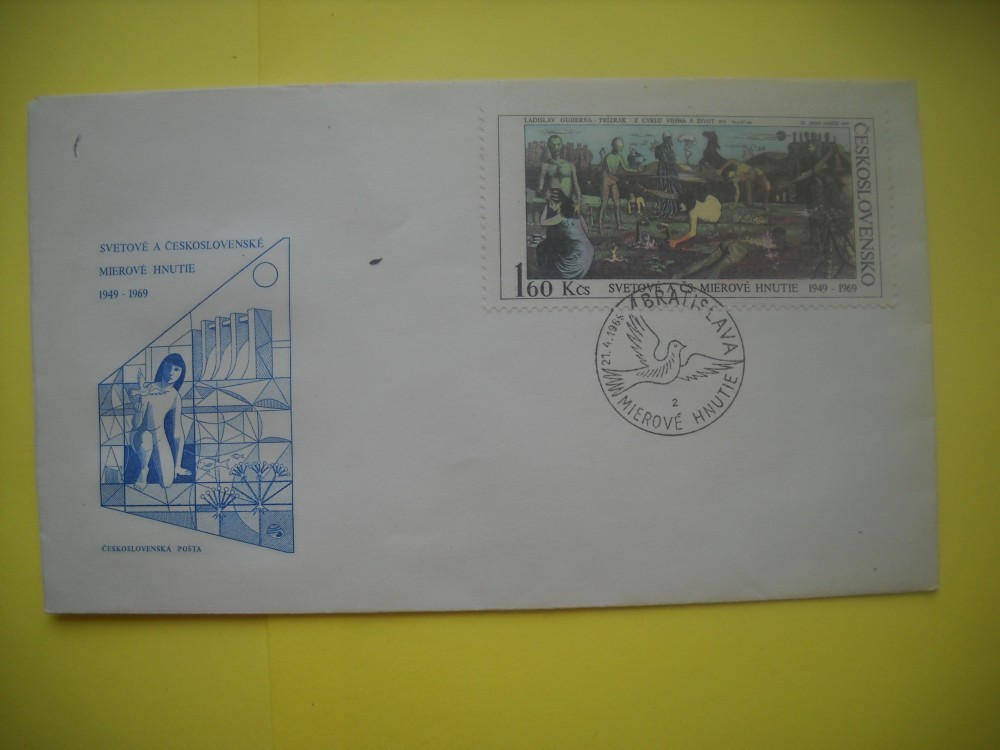 SVETOVÉ A ČESKOSLOVENSKÉ
MIEROVÉ HNUTIE
1949 - 1969
ČESKOSLOVENSKÁ POŠTA
LADISLAV GUDERNA - PRÍZRAK - Z CYKLU VOJNA A ŽIVOT
ČESKOSLOVENSKO
1,60 Kčs SVETOVÉ A ČS. MIEROVÉ HNUTIE 1949 - 1969
BRATISLAVA
21.4.1969
2
MIEROVÉ HNUTIE